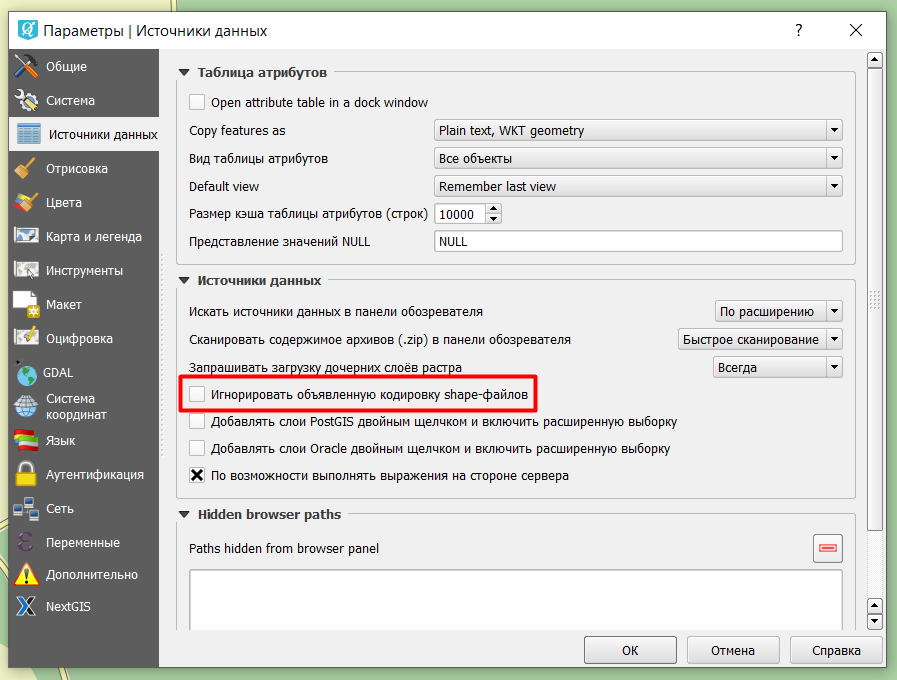 Параметры | Источники данных
?
Общие
Система
Источники данных
Отрисовка
Цвета
Карта и легенда
Инструменты
Макет
Оцифровка
GDAL
Система
координат
Язык
Аутентификация
Сеть
Переменные
Дополнительно
NextGIS
Таблица атрибутов
Open attribute table in a dock window
Copy features as Plain text, WKT geometry
Вид таблицы атрибутов Все объекты
Default view Remember last view
Размер кэша таблицы атрибутов (строк) 10000
Представление значений NULL NULL
Источники данных
Искать источники данных в панели обозревателя По расширению
Сканировать содержимое архивов (.zip) в панели обозревателя Быстрое сканирование
Запрашивать загрузку дочерних слоёв растра Всегда
Игнорировать объявленную кодировку shape-файлов
Добавлять слои PostGIS двойным щелчком и включить расширенную выборку
Добавлять слои Oracle двойным щелчком и включить расширенную выборку
По возможности выполнять выражения на стороне сервера
Hidden browser paths
Paths hidden from browser panel
OK Отмена Справка